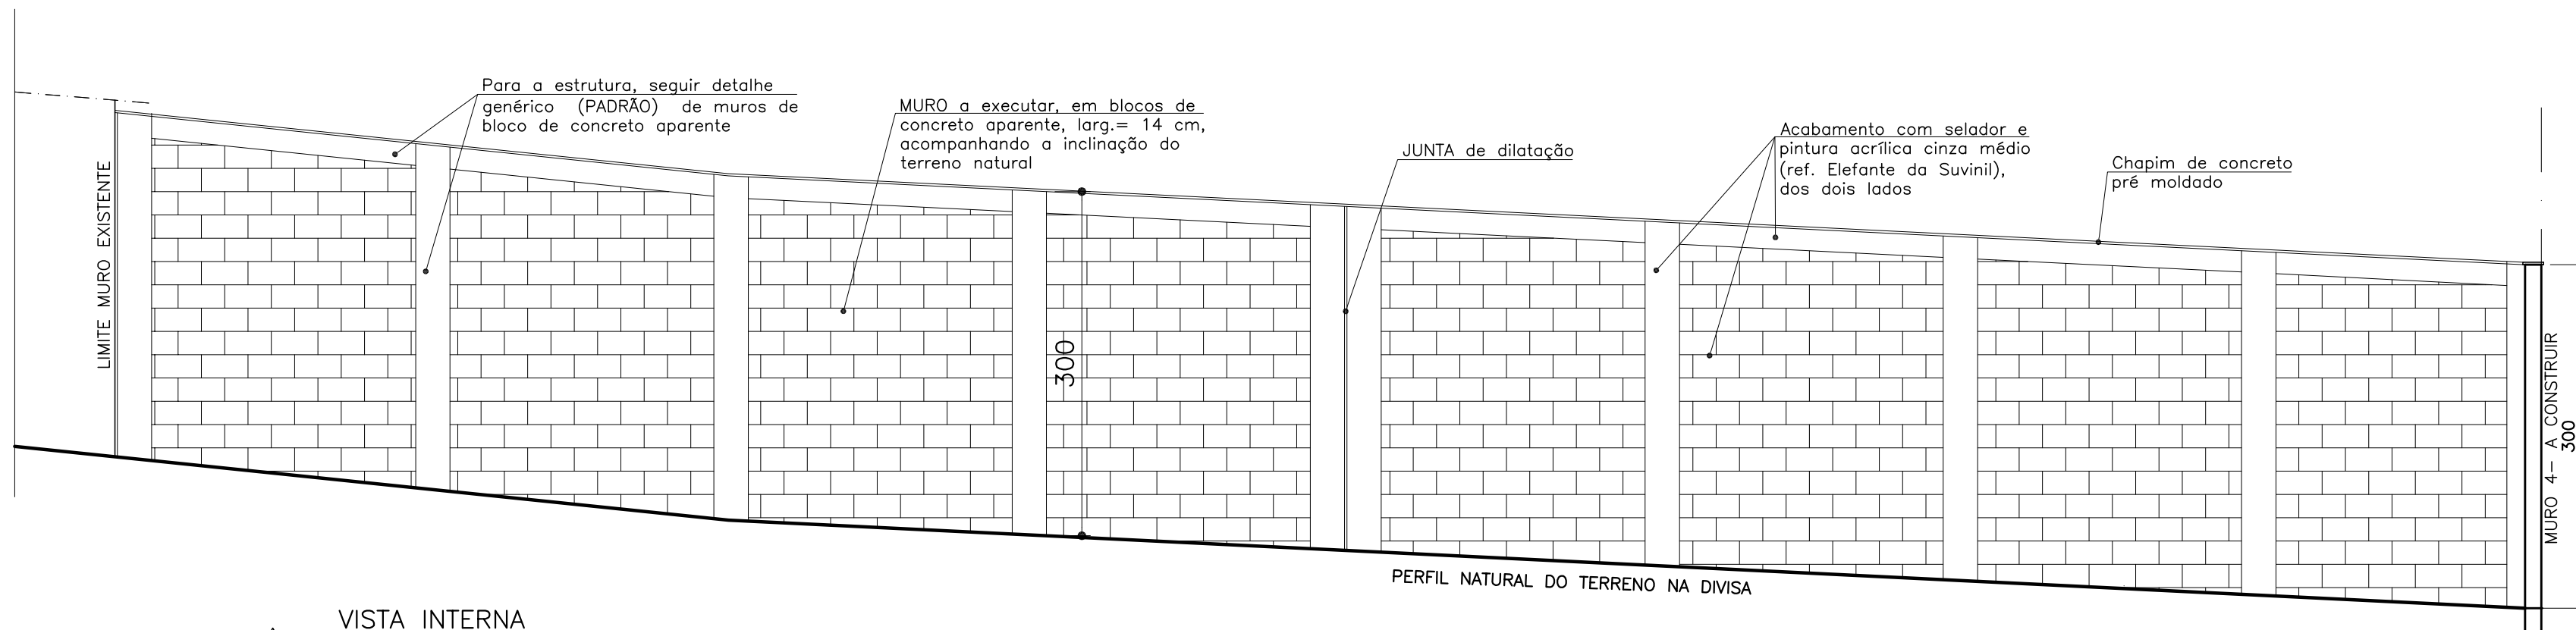 Para a estrutura, seguir detalhe
genérico (PADRÃO) de muros de
bloco de concreto aparente
MURO a executar, em blocos de
concreto aparente, larg.= 14 cm,
acompanhando a inclinação do
terreno natural
JUNTA de dilatação
Acabamento com selador e
pintura acrílica cinza médio
(ref. Elefante da Suvinil),
dos dois lados
Chapim de concreto
pré moldado
LIMITE MURO EXISTENTE
300
MURO 4- A CONSTRUIR
300
PERFIL NATURAL DO TERRENO NA DIVISA
VISTA INTERNA